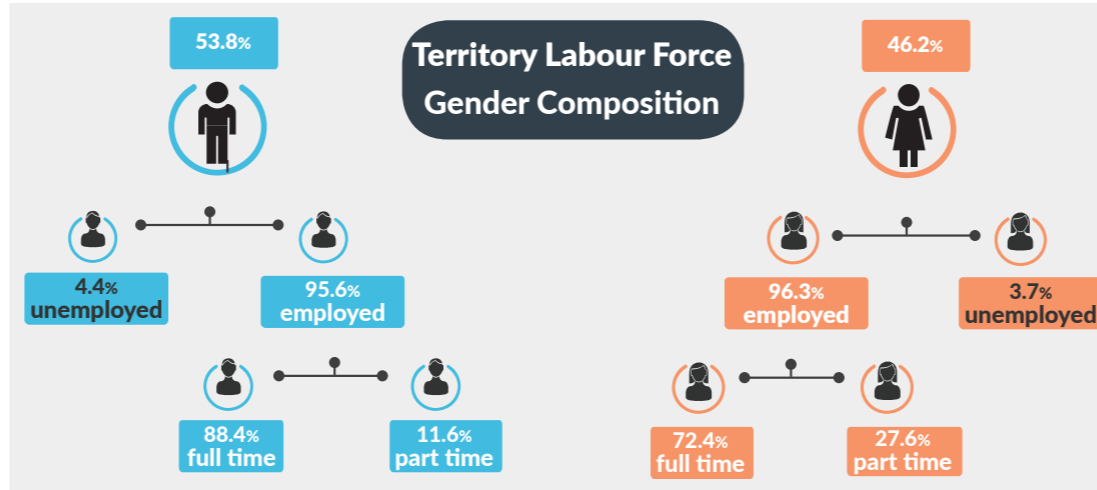 Territory Labour Force
Gender Composition
53.8%
4.4%
unemployed
95.6%
employed
88.4%
full time
11.6%
part time
46.2%
96.3%
employed
3.7%
unemployed
72.4%
full time
27.6%
part time